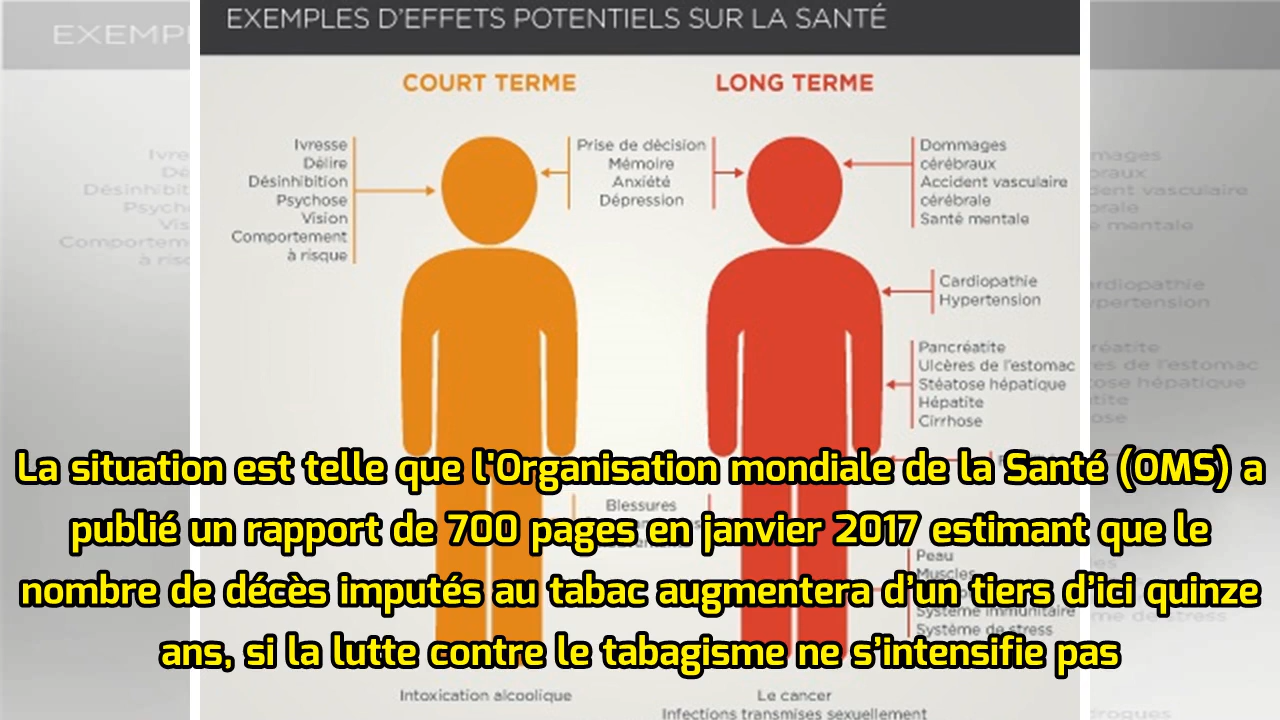 EXEMPLES D'EFFETS POTENTIELS SUR LA SANTÉ
COURT TERME
LONG TERME
Ivresse
Délire
Désinhibition
Psychose
Vision
Comportement
à risque
Prise de décision
Mémoire
Anxiété
Dépression
Dommages
cérébraux
Accident vasculaire
cérébrale
Santé mentale
Cardiopathie
Hypertension
Pancréatite
Ulcères de l'estomac
Stéatose hépatique
Hépatite
Cirrhose
La situation est telle que l'Organisation mondiale de la Santé (OMS) a
publié un rapport de 700 pages en janvier 2017 estimant que le
nombre de décès imputés au tabac augmentera d'un tiers d'ici quinze
ans, si la lutte contre le tabagisme ne s'intensifie pas
Blessures
Peau
Muscles
Système immunitaire
Système de stress
Intoxication alcoolique
Le cancer
Infections transmises sexuellement